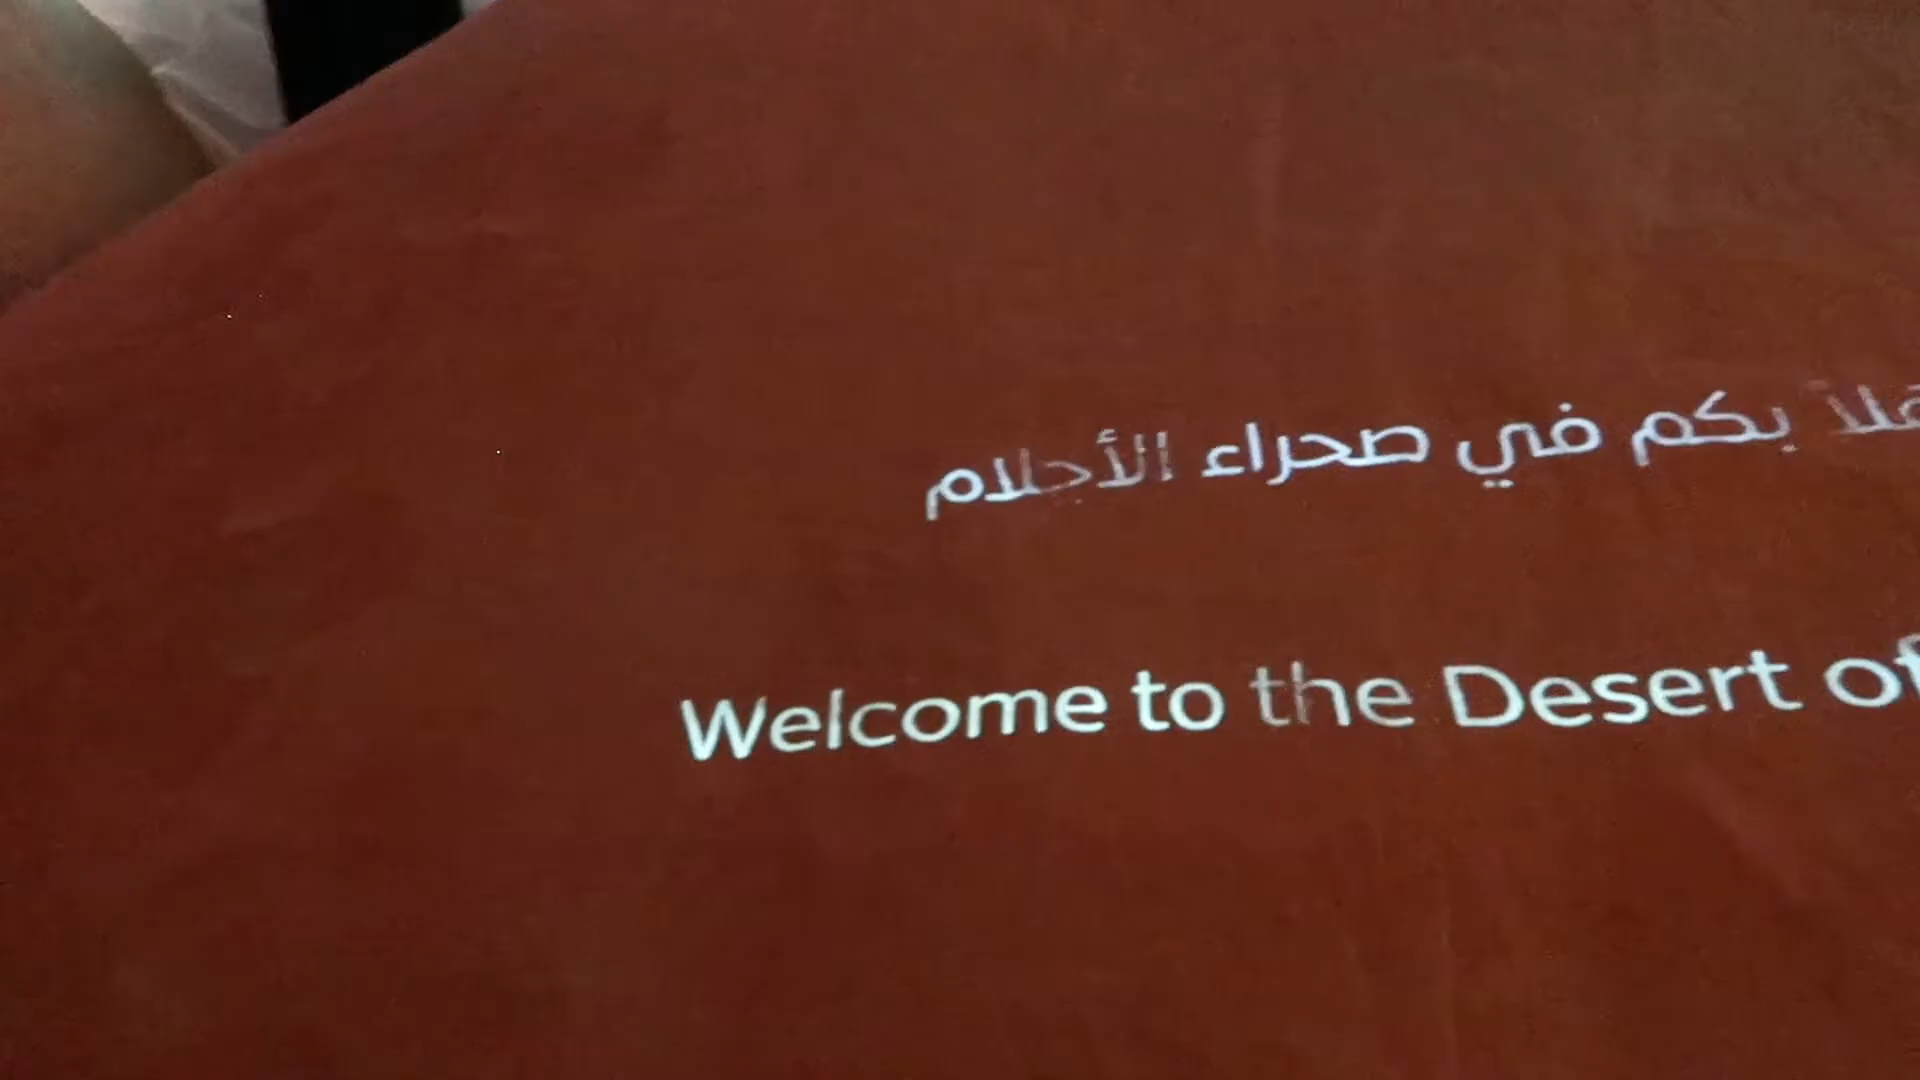 بكم في صحراء الأحلام
Welcome to the Desert of